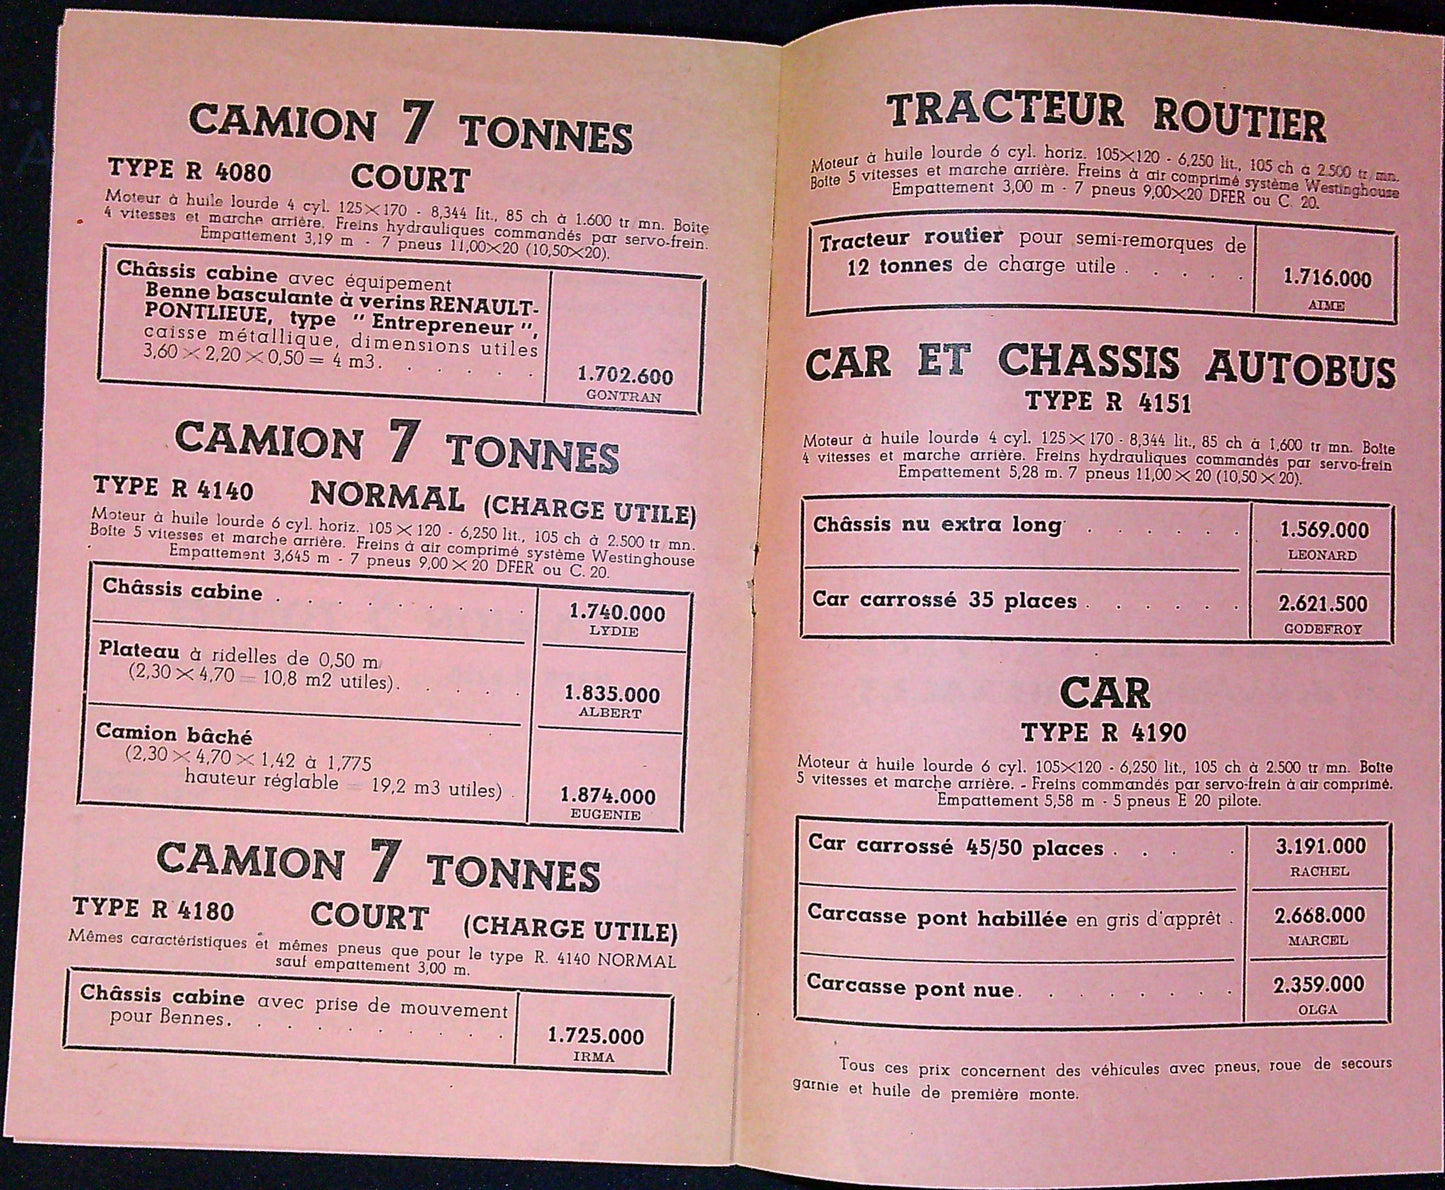 CAMION 7 TONNES
TYPE R 4080 COURT
Moteur à huile lourde 4 cyl. 125×170 - 8,344 lit., 85 ch à 1.600 tr mn. Boîte
4 vitesses et marche arrière. Freins hydrauliques commandés par servo-frein.
Empattement 3,19 m - 7 pneus 11,00×20 (10,50×20).
Châssis cabine avec équipement
Benne basculante à verins RENAULT-
PONTLIEUE, type " Entrepreneur ",
caisse métallique, dimensions utiles
3,60 × 2,20 × 0,50 = 4 m3. . . . . .
1.702.600
GONTRAN
CAMION 7 TONNES
TYPE R 4140 NORMAL (CHARGE UTILE)
Moteur à huile lourde 6 cyl. horiz. 105 × 120 - 6,250 lit., 105 ch à 2.500 tr mn.
Boîte 5 vitesses et marche arrière. Freins à air comprimé système Westinghouse
Empattement 3,645 m - 7 pneus 9,00 × 20 DFER ou C. 20.
Châssis cabine . . . . . . . . .
1.740.000
LYDIE
Plateau à ridelles de 0,50 m
(2,30 × 4,70 = 10,8 m2 utiles). . . . .
1.835.000
ALBERT
Camion bâché
(2,30 × 4,70 × 1,42 à 1,775
hauteur réglable = 19,2 m3 utiles) .
1.874.000
EUGENIE
CAMION 7 TONNES
TYPE R 4180 COURT (CHARGE UTILE)
Mêmes caractéristiques et mêmes pneus que pour le type R. 4140 NORMAL
sauf empattement 3,00 m.
Châssis cabine avec prise de mouvement
pour Bennes. . . . . . . . . .
1.725.000
IRMA
TRACTEUR ROUTIER
Moteur à huile lourde 6 cyl. horiz. 105×120 - 6,250 lit., 105 ch à 2.500 tr mn.
Boîte 5 vitesses et marche arrière. Freins à air comprimé système Westinghouse
Empattement 3,00 m - 7 pneus 9,00×20 DFER ou C. 20.
Tracteur routier pour semi-remorques de
12 tonnes de charge utile . . . . .
1.716.000
AIME
CAR ET CHASSIS AUTOBUS
TYPE R 4151
Moteur à huile lourde 4 cyl. 125 × 170 - 8,344 lit., 85 ch à 1,600 tr mn. Boîte
4 vitesses et marche arrière. Freins hydrauliques commandés par servo-frein
Empattement 5,28 m. 7 pneus 11,00 × 20 (10,50 × 20).
Châssis nu extra long . . . . . .
1.569.000
LEONARD
Car carrossé 35 places . . . . . .
2.621.500
GODEFROY
CAR
TYPE R 4190
Moteur à huile lourde 6 cyl. 105×120 - 6,250 lit., 105 ch à 2.500 tr mn. Boîte
5 vitesses et marche arrière. - Freins commandés par servo-frein à air comprimé.
Empattement 5,58 m - 5 pneus E 20 pilote.
Car carrossé 45/50 places . . . .
3.191.000
RACHEL
Carcasse pont habillée en gris d'apprêt .
2.668.000
MARCEL
Carcasse pont nue. . . . . . . .
2.359.000
OLGA
Tous ces prix concernent des véhicules avec pneus, roue de secours
garnie et huile de première monte.